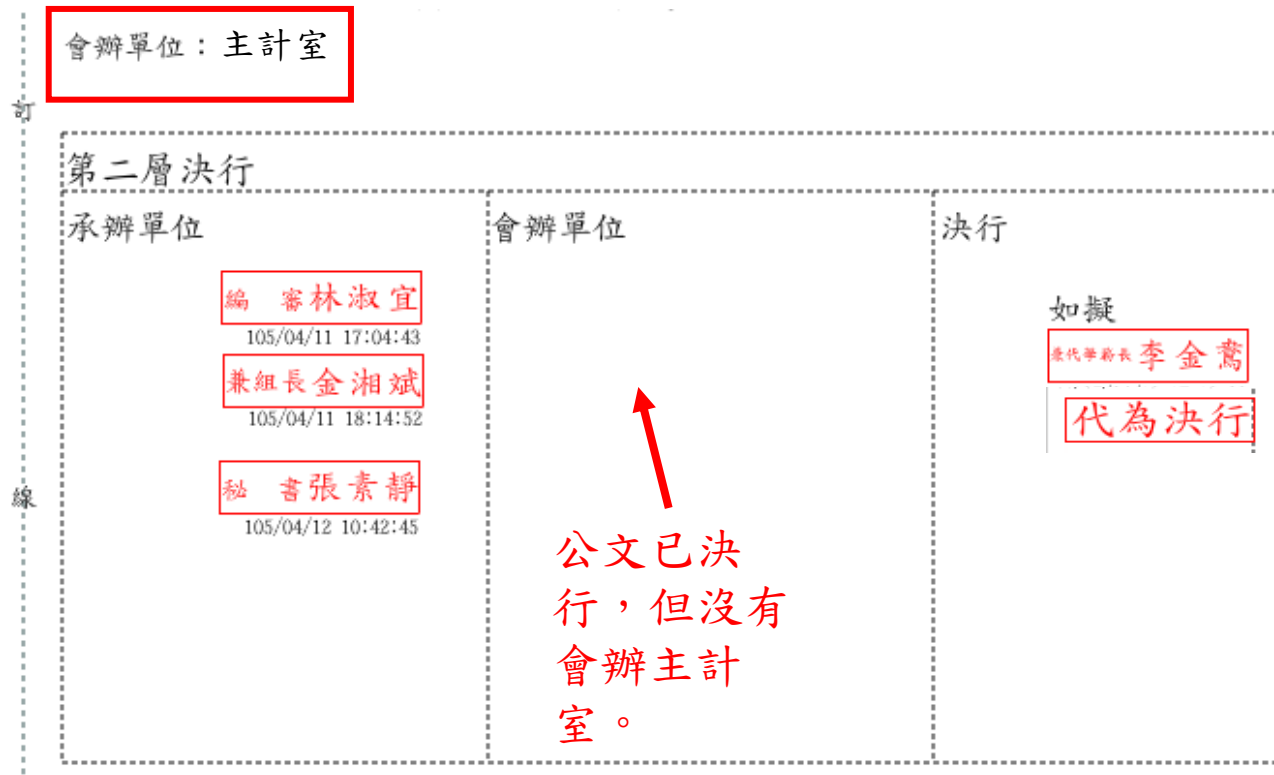 會辦單位：主計室
訂
第二層決行
承辦單位
會辦單位
決行
編 審林淑宜
105/04/11 17:04:43
兼組長金湘斌
105/04/11 18:14:52
秘 書張素靜
105/04/12 10:42:45
如擬
李金鴦
代為決行
線
公文已決
行，但沒有
會辦主計
室。